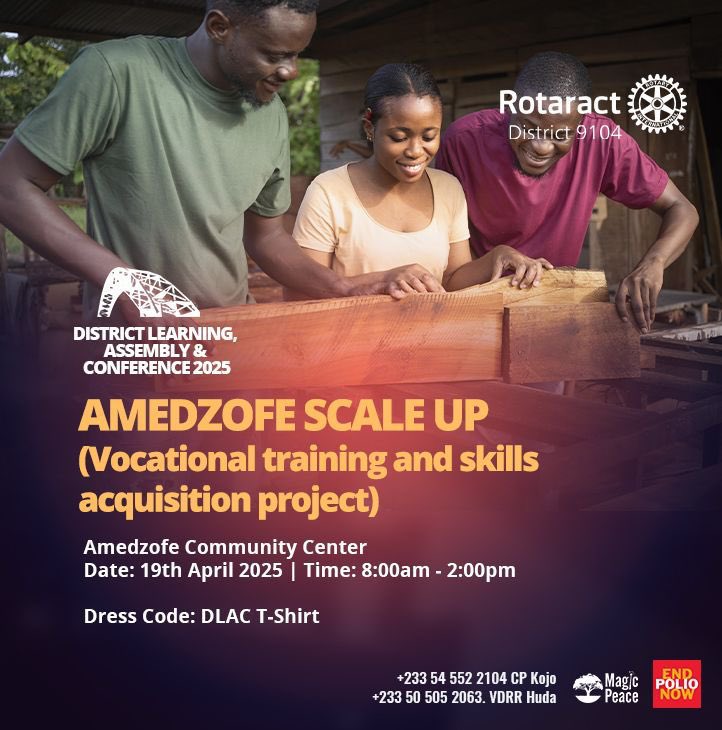 Rotaract
District 9104
ROTARY
INTERNATIONAL
DISTRICT LEARNING,
ASSEMBLY &
CONFERENCE 2025
AMEDZOFE SCALE UP
(Vocational training and skills
acquisition project)
Amedzofe Community Center
Date: 19th April 2025 | Time: 8:00am - 2:00pm
Dress Code: DLAC T-Shirt
+233 54 552 2104 CP Kojo
+233 50 505 2063. VDRR Huda
Magic
Peace
END
POLIO
NOW